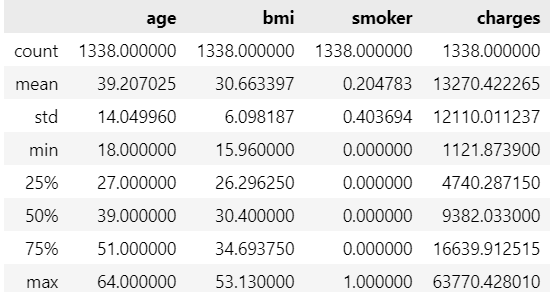 age bmi smoker charges
count 1338.000000 1338.000000 1338.000000 1338.000000
mean 39.207025 30.663397 0.204783 13270.422265
std 14.049960 6.098187 0.403694 12110.011237
min 18.000000 15.960000 0.000000 1121.873900
25% 27.000000 26.296250 0.000000 4740.287150
50% 39.000000 30.400000 0.000000 9382.033000
75% 51.000000 34.693750 0.000000 16639.912515
max 64.000000 53.130000 1.000000 63770.428010